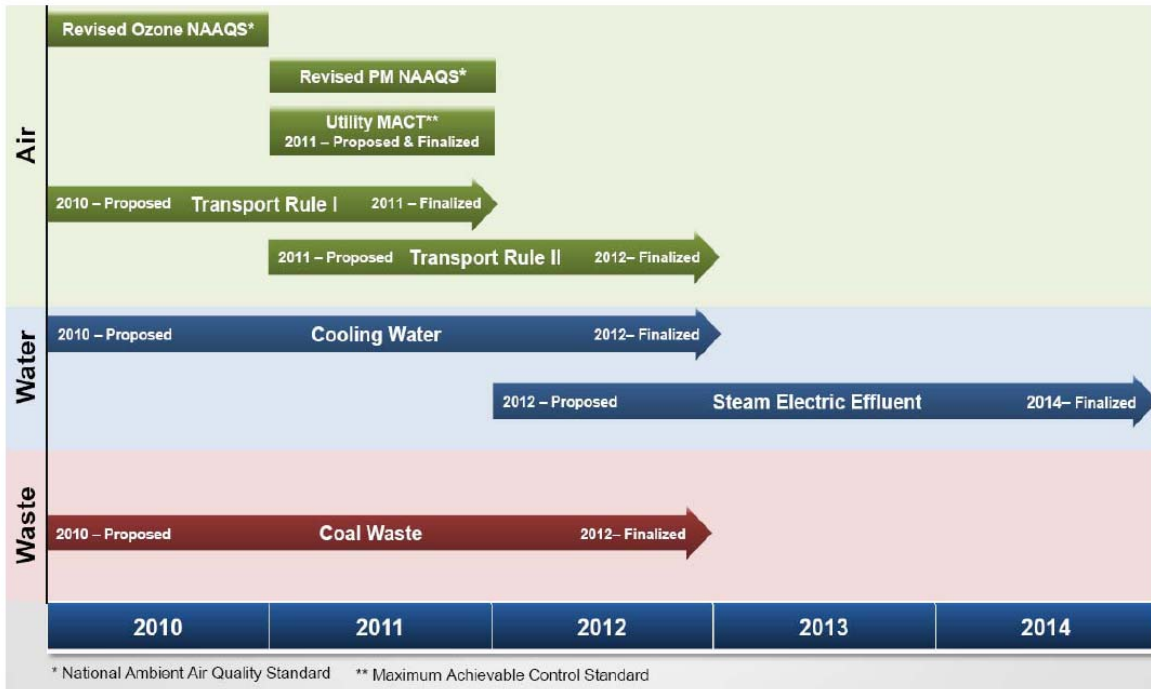 Air
Revised Ozone NAAQS*
Revised PM NAAQS*
Utility MACT**
2011 – Proposed & Finalized
2010 – Proposed Transport Rule I 2011 – Finalized
2011 – Proposed Transport Rule II 2012– Finalized
Water
2010 – Proposed Cooling Water 2012– Finalized
2012 – Proposed Steam Electric Effluent 2014– Finalized
Waste
2010 – Proposed Coal Waste 2012– Finalized
2010 2011 2012 2013 2014
* National Ambient Air Quality Standard ** Maximum Achievable Control Standard